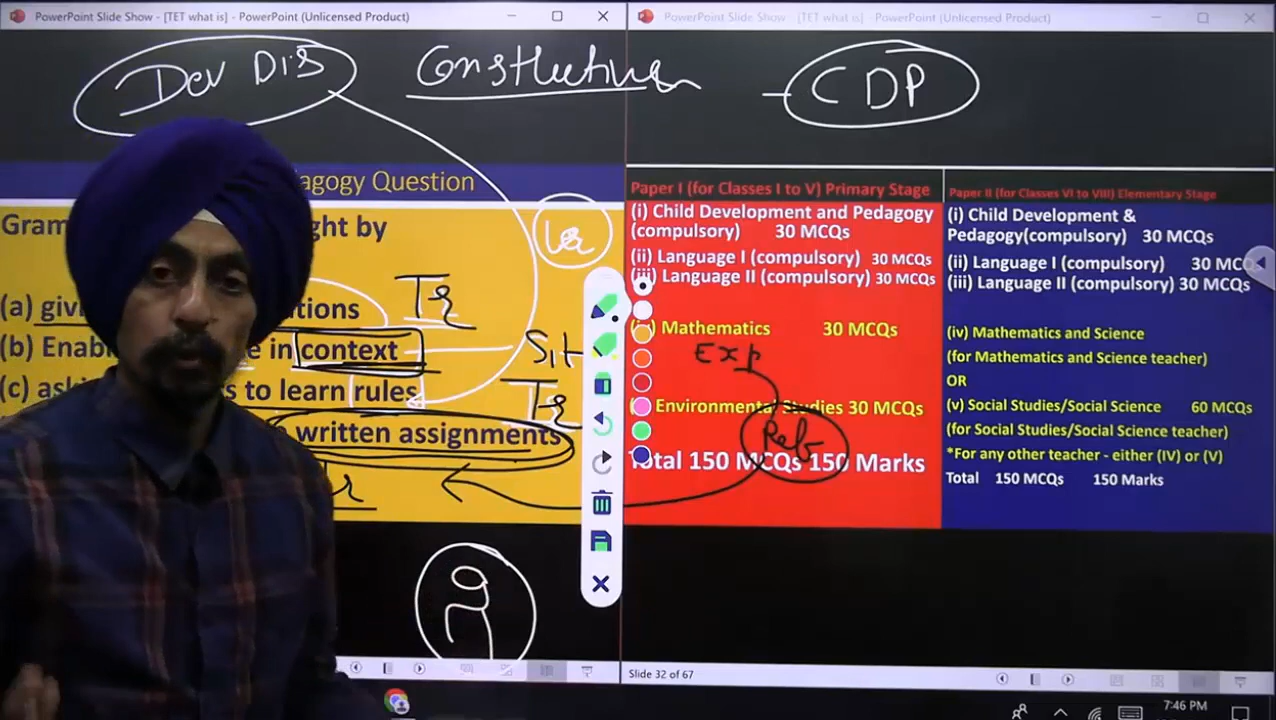 PowerPoint Slide Show - [TET what is] - PowerPoint (Unlicensed Product)
PowerPoint Slide Show - [TET what is] - PowerPoint (Unlicensed Product)
Dev Dis
CDP
agogy Question
Gram
ght by
(a) givi
tions
Tr
(b) Enab
e in context
Sit
(c) as
s to learn rules
Tr
written assignments
Paper I (for Classes I to V) Primary Stage
(i) Child Development and Pedagogy
(compulsory) 30 MCQs
(ii) Language I (compulsory) 30 MCQs
(iii) Language II (compulsory) 30 MCQs
Mathematics 30 MCQs
Exp
Environmental Studies 30 MCQs
Total 150 MCQs 150 Marks
Paper II (for Classes VI to VIII) Elementary Stage
(i) Child Development &
Pedagogy(compulsory) 30 MCQs
(ii) Language I (compulsory) 30 MCQ
(iii) Language II (compulsory) 30 MCQs
(iv) Mathematics and Science
(for Mathematics and Science teacher)
OR
(v) Social Studies/Social Science 60 MCQs
(for Social Studies/Social Science teacher)
*For any other teacher - either (IV) or (V)
Total 150 MCQs 150 Marks
Slide 32 of 67
7:46 PM